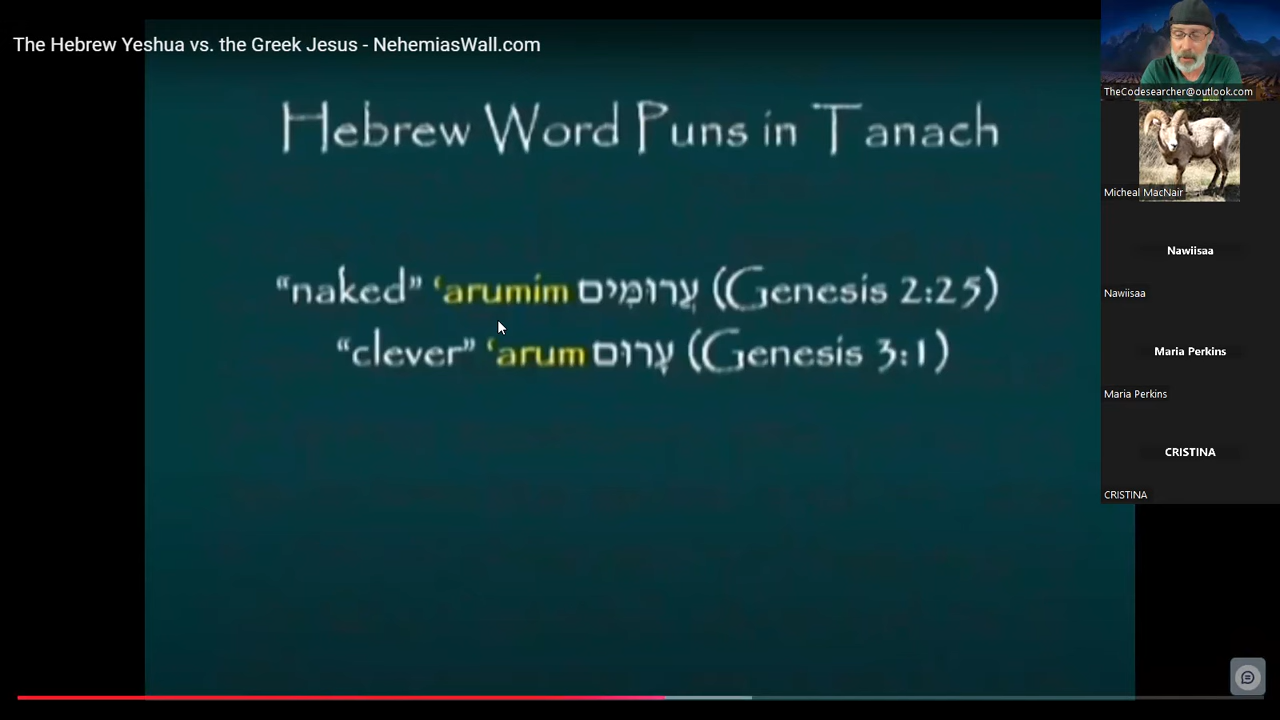 The Hebrew Yeshua vs. the Greek Jesus - NehemiasWall.com
Hebrew Word Puns in Tanach
“naked” ‘arumim עֲרוּמִּים (Genesis 2:25)
“clever” ‘arum עָרוּם (Genesis 3:1)
TheCodesearcher@outlook.com
Micheal MacNair
Nawiisaa
Nawiisaa
Maria Perkins
Maria Perkins
CRISTINA
CRISTINA